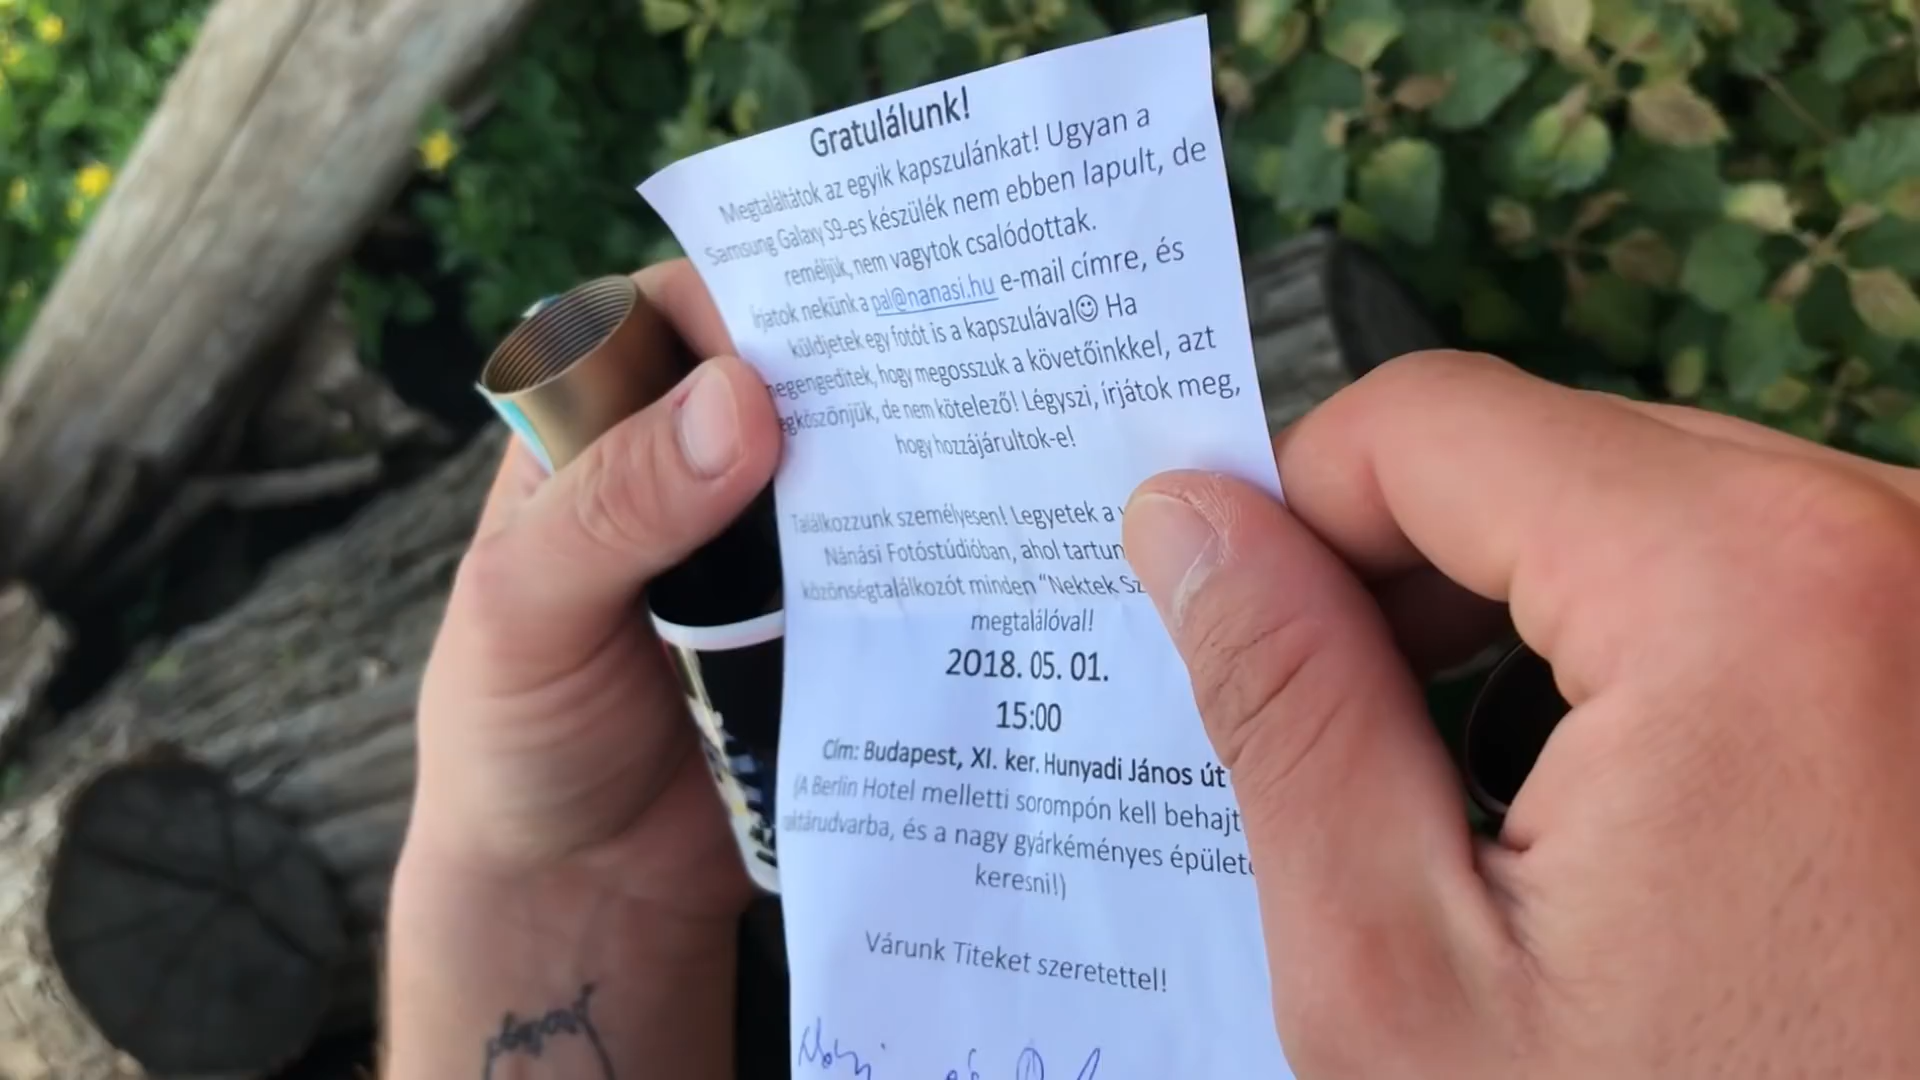 Gratulálunk!
Megtaláltátok az egyik kapszulánkat! Ugyan a
Samsung Galaxy S9-es készülék nem ebben lapult, de
reméljük, nem vagytok csalódottak.
Írjatok nekünk a pal@nanasi.hu e-mail címre, és
küldjetek egy fotót is a kapszulával☺ Ha
megengeditek, hogy megosszuk a követőinkkel, azt
egköszönjük, de nem kötelező! Légyszi, írjátok meg,
hogy hozzájárultok-e!
Találkozzunk személyesen! Legyetek a
Nánási Fotóstúdióban, ahol tartun
közönségtalálkozót minden "Nektek Sz
megtalálóval!
2018. 05. 01.
15:00
Cím: Budapest, XI. ker. Hunyadi János út
(A Berlin Hotel melletti sorompón kell behajt
raktárudvarba, és a nagy gyárkéményes épülete
keresni!)
Várunk Titeket szeretettel!